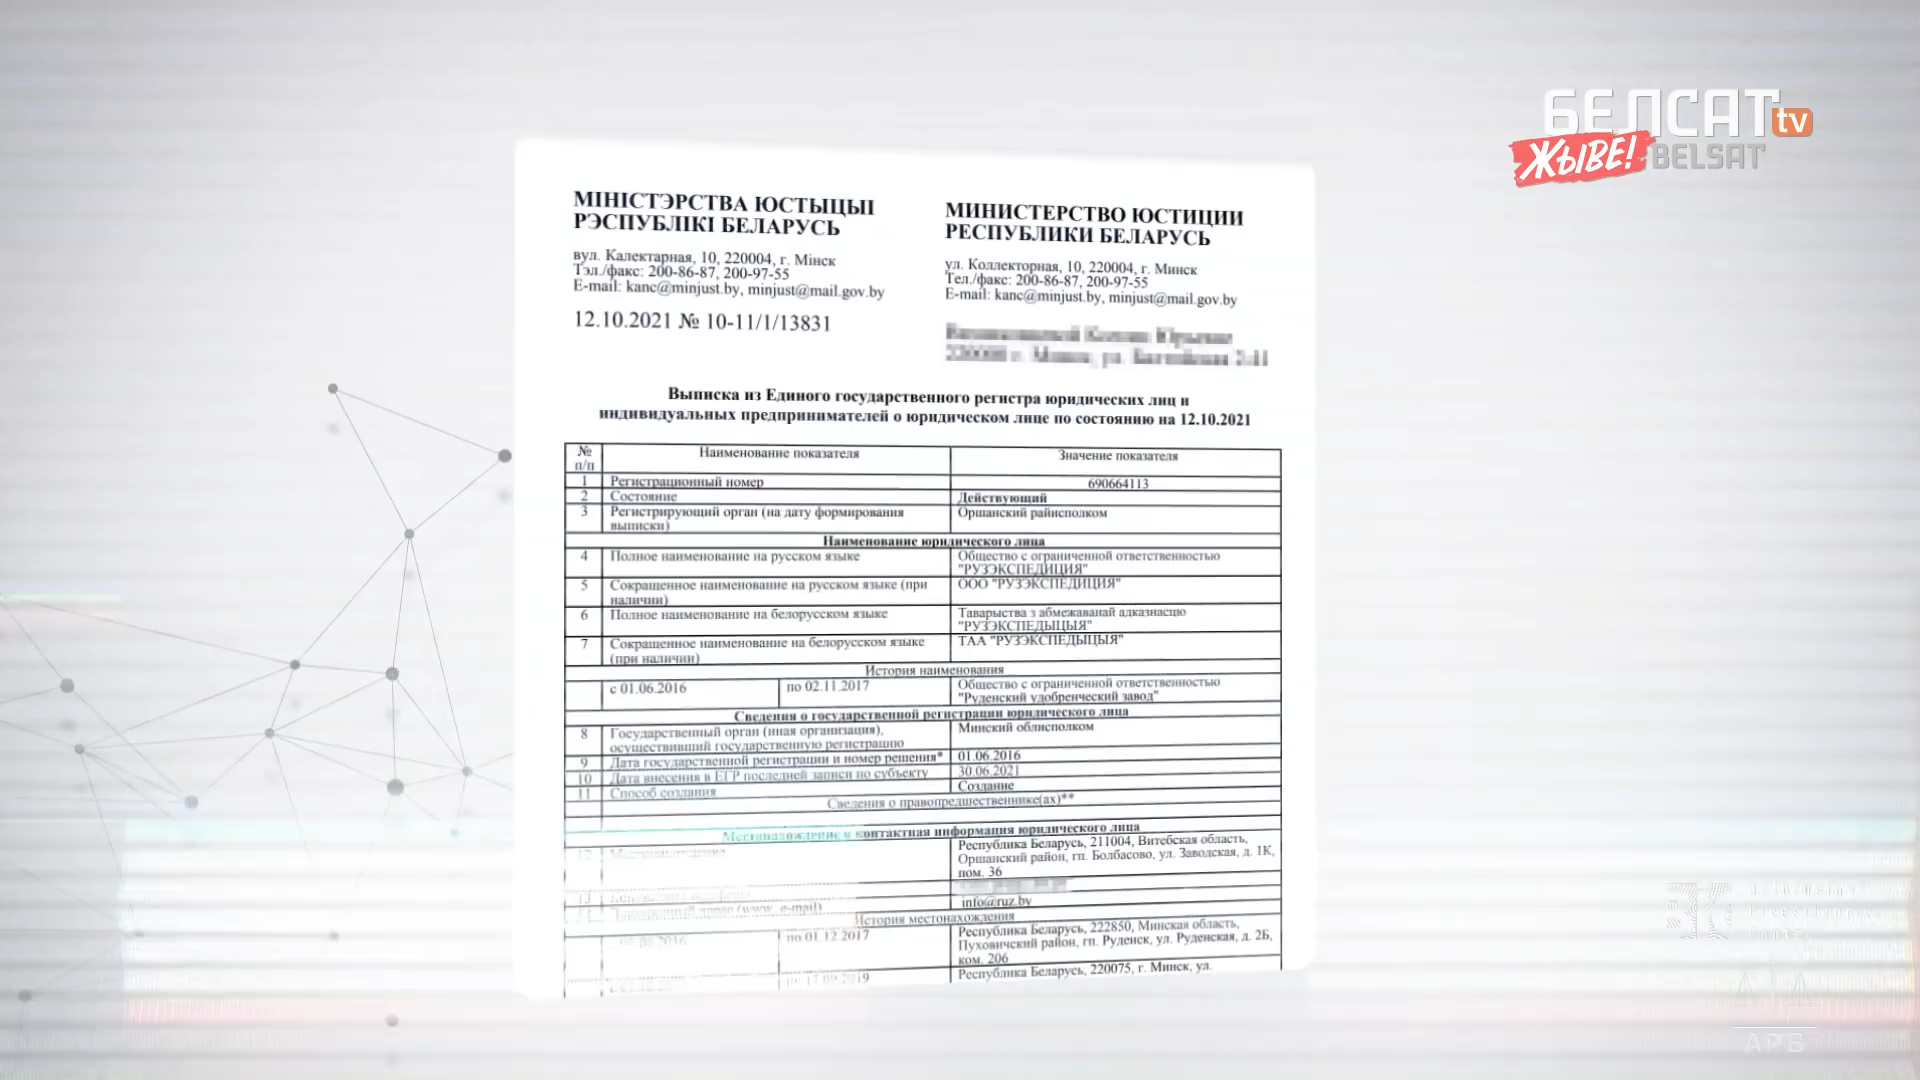 БЕЛСАТ tv
ЖЫВЕ! BELSAT
МІНІСТЭРСТВА ЮСТЫЦЫІ
РЭСПУБЛІКІ БЕЛАРУСЬ
вул. Калектарная, 10, 220004, г. Мінск
Тэл./факс: 200-86-87, 200-97-55
E-mail: kanc@minjust.by, minjust@mail.gov.by
12.10.2021 № 10-11/1/13831
МИНИСТЕРСТВО ЮСТИЦИИ
РЕСПУБЛИКИ БЕЛАРУСЬ
ул. Коллекторная, 10, 220004, г. Минск
Тел./факс: 200-86-87, 200-97-55
E-mail: kanc@minjust.by, minjust@mail.gov.by
Выписка из Единого государственного регистра юридических лиц и
индивидуальных предпринимателей о юридическом лице по состоянию на 12.10.2021
№ п/п Наименование показателя Значение показателя
1 Регистрационный номер 690664113
2 Состояние Действующий
3 Регистрирующий орган (на дату формирования Оршанский райисполком
выписки)
Наименование юридического лица
4 Полное наименование на русском языке Общество с ограниченной ответственностью
"РУЗЭКСПЕДИЦИЯ"
5 Сокращенное наименование на русском языке (при ООО "РУЗЭКСПЕДИЦИЯ"
наличии)
6 Полное наименование на белорусском языке Таварыства з абмежаванай адказнасцю
"РУЗЭКСПЕДЫЦЫЯ"
7 Сокращенное наименование на белорусском языке ТАА "РУЗЭКСПЕДЫЦЫЯ"
(при наличии)
История наименования
с 01.06.2016 по 02.11.2017 Общество с ограниченной ответственностью
"Руденский удобренческий завод"
Сведения о государственной регистрации юридического лица
8 Государственный орган (иная организация), Минский облисполком
осуществивший государственную регистрацию
9 Дата государственной регистрации и номер решения* 01.06.2016
10 Дата внесения в ЕГР последней записи по субъекту 30.06.2021
11 Способ создания Создание
Сведения о правопредшественнике(ах)**
Местонахождение и контактная информация юридического лица
Республика Беларусь, 211004, Витебская область,
Оршанский район, гп. Болбасово, ул. Заводская, д. 1К,
пом. 36
(www, e-mail) info@ruz.by
История местонахождения
по 01.12.2017 Республика Беларусь, 222850, Минская область,
Пуховичский район, гп. Руденск, ул. Руденская, д. 2Б,
ком. 206
по 17.09.2019 Республика Беларусь, 220075, г. Минск, ул.
АРВ